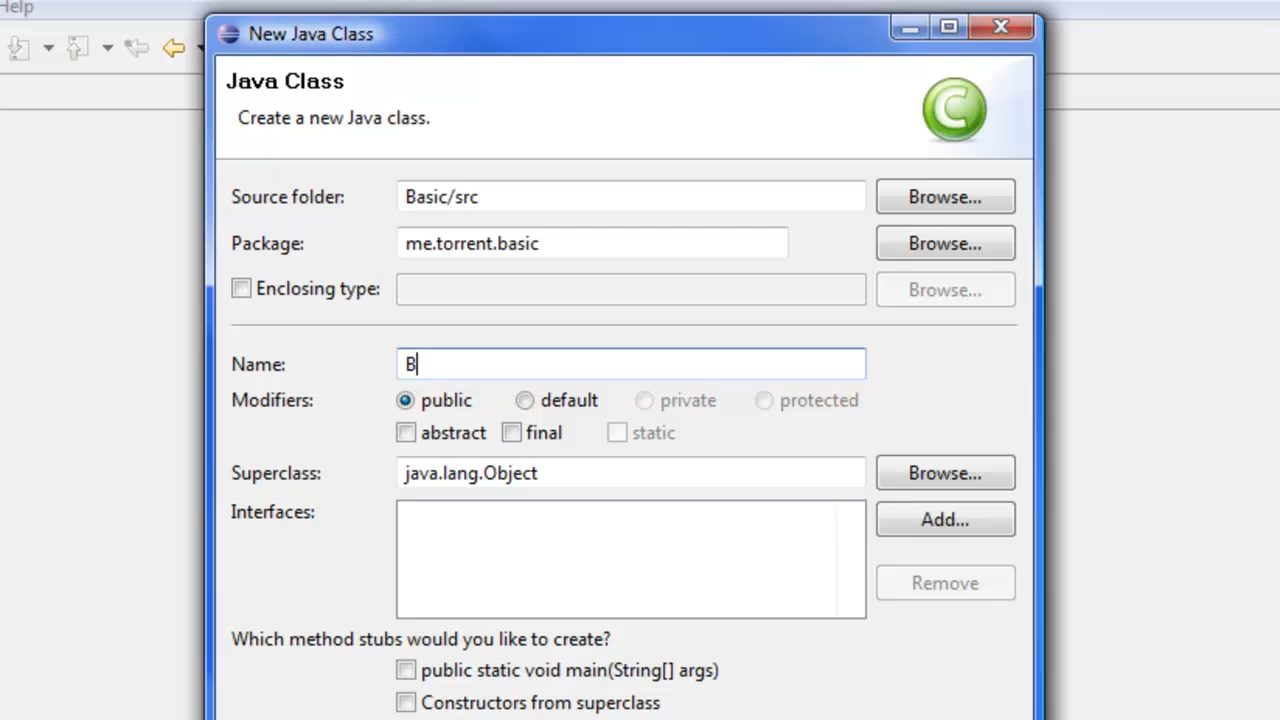 Help
New Java Class
Java Class
Create a new Java class.
Source folder: Basic/src Browse...
Package: me.torrent.basic Browse...
Enclosing type: Browse...
Name: B
Modifiers: public default private protected
abstract final static
Superclass: java.lang.Object Browse...
Interfaces: Add...
Remove
Which method stubs would you like to create?
public static void main(String[] args)
Constructors from superclass